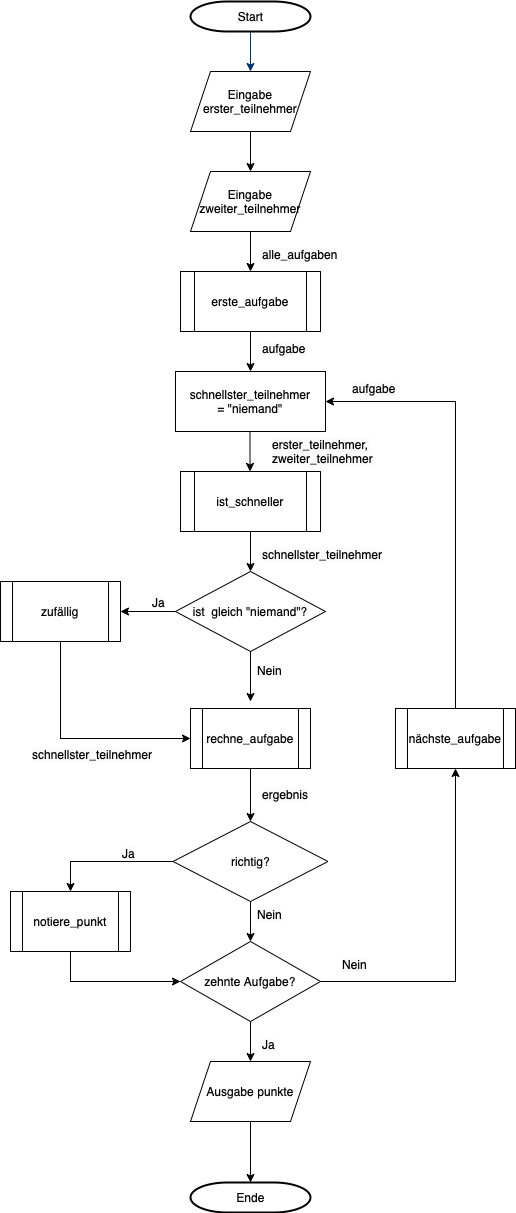 Start
Eingabe
erster_teilnehmer
Eingabe
zweiter_teilnehmer
alle_aufgaben
erste_aufgabe
aufgabe
schnellster_teilnehmer
= "niemand"
aufgabe
erster_teilnehmer,
zweiter_teilnehmer
ist_schneller
schnellster_teilnehmer
ist gleich "niemand"?
Ja
zufällig
Nein
schnellster_teilnehmer
rechne_aufgabe
nächste_aufgabe
ergebnis
richtig?
Ja
notiere_punkt
Nein
zehnte Aufgabe?
Nein
Ja
Ausgabe punkte
Ende